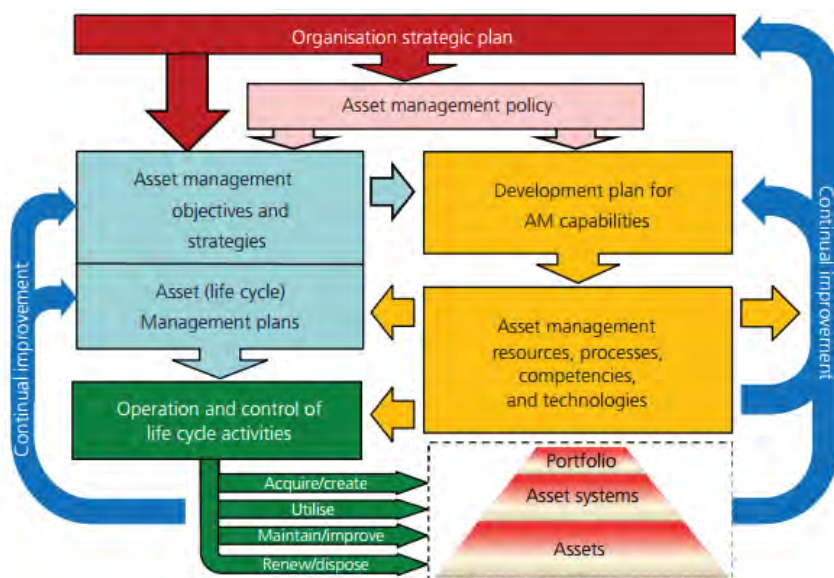 Organisation strategic plan
Asset management policy
Asset management
objectives and
strategies
Development plan for
AM capabilities
Asset (life cycle)
Management plans
Asset management
resources, processes,
competencies,
and technologies
Operation and control of
life cycle activities
Acquire/create
Utilise
Maintain/improve
Renew/dispose
Portfolio
Asset systems
Assets
Continual improvement
Continual improvement